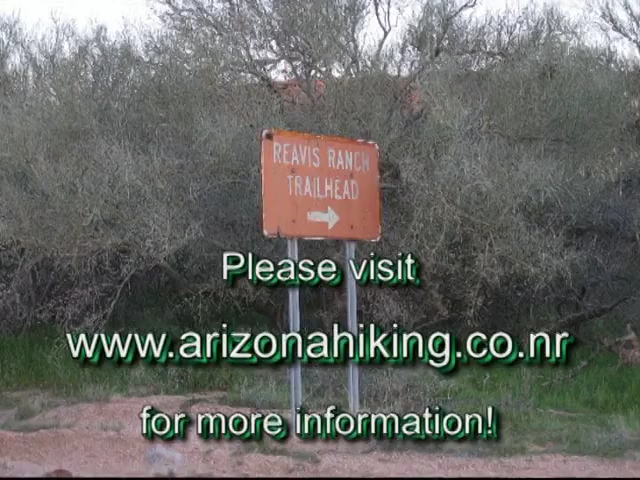 REAVIS RANCH
TRAILHEAD
Please visit
www.arizonahiking.co.nr
for more information!